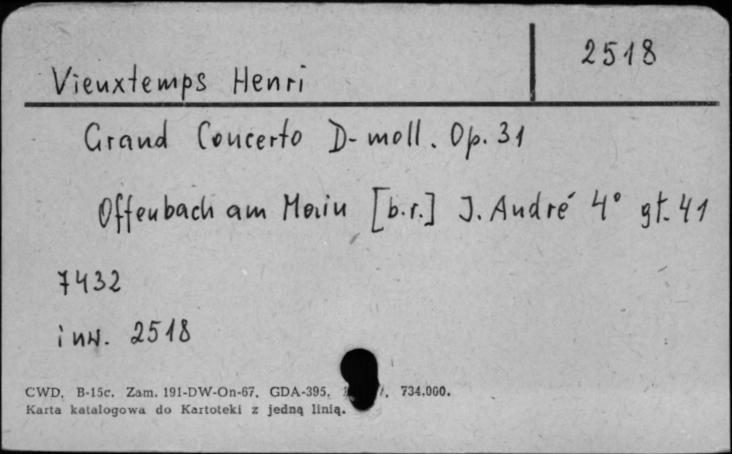 2518
Vieuxtemps Henri
Grand Concerto D-moll. Op. 31
Offenbach am Main [b.r.] J. André 4° gł. 41
7432
inw. 2518
CWD. B-15c. Zam. 191-DW-On-67. GDA-395. 734.000.
Karta katalogowa do Kartoteki z jedną linią.